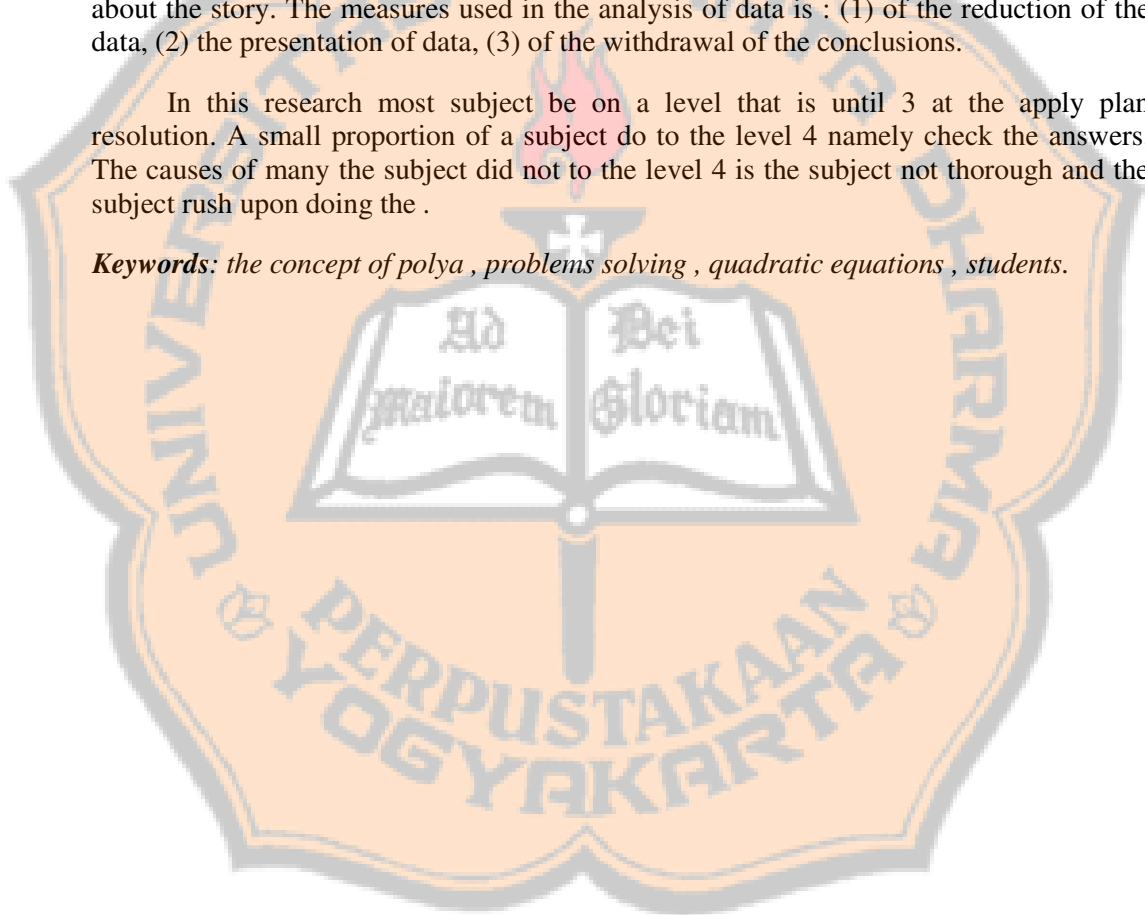 about the story. The measures used in the analysis of data is : (1) of the reduction of the
data, (2) the presentation of data, (3) of the withdrawal of the conclusions.
In this research most subject be on a level that is until 3 at the apply plan
resolution. A small proportion of a subject do to the level 4 namely check the answers
The causes of many the subject did not to the level 4 is the subject not thorough and the
subject rush upon doing the .
Keywords: the concept of polya , problems solving , quadratic equations , students.
Ad Dei
Maiorem Gloriam
DHARMA
PERPUSTAKAAN
YOGYAKARTA